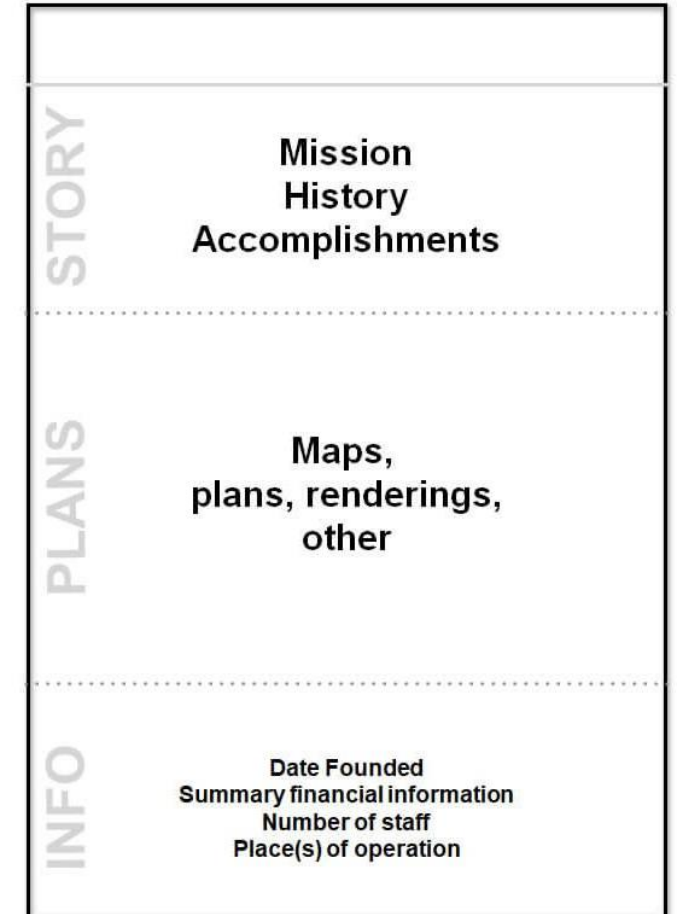 STORY
Mission
History
Accomplishments
PLANS
Maps,
plans, renderings,
other
INFO
Date Founded
Summary financial information
Number of staff
Place(s) of operation